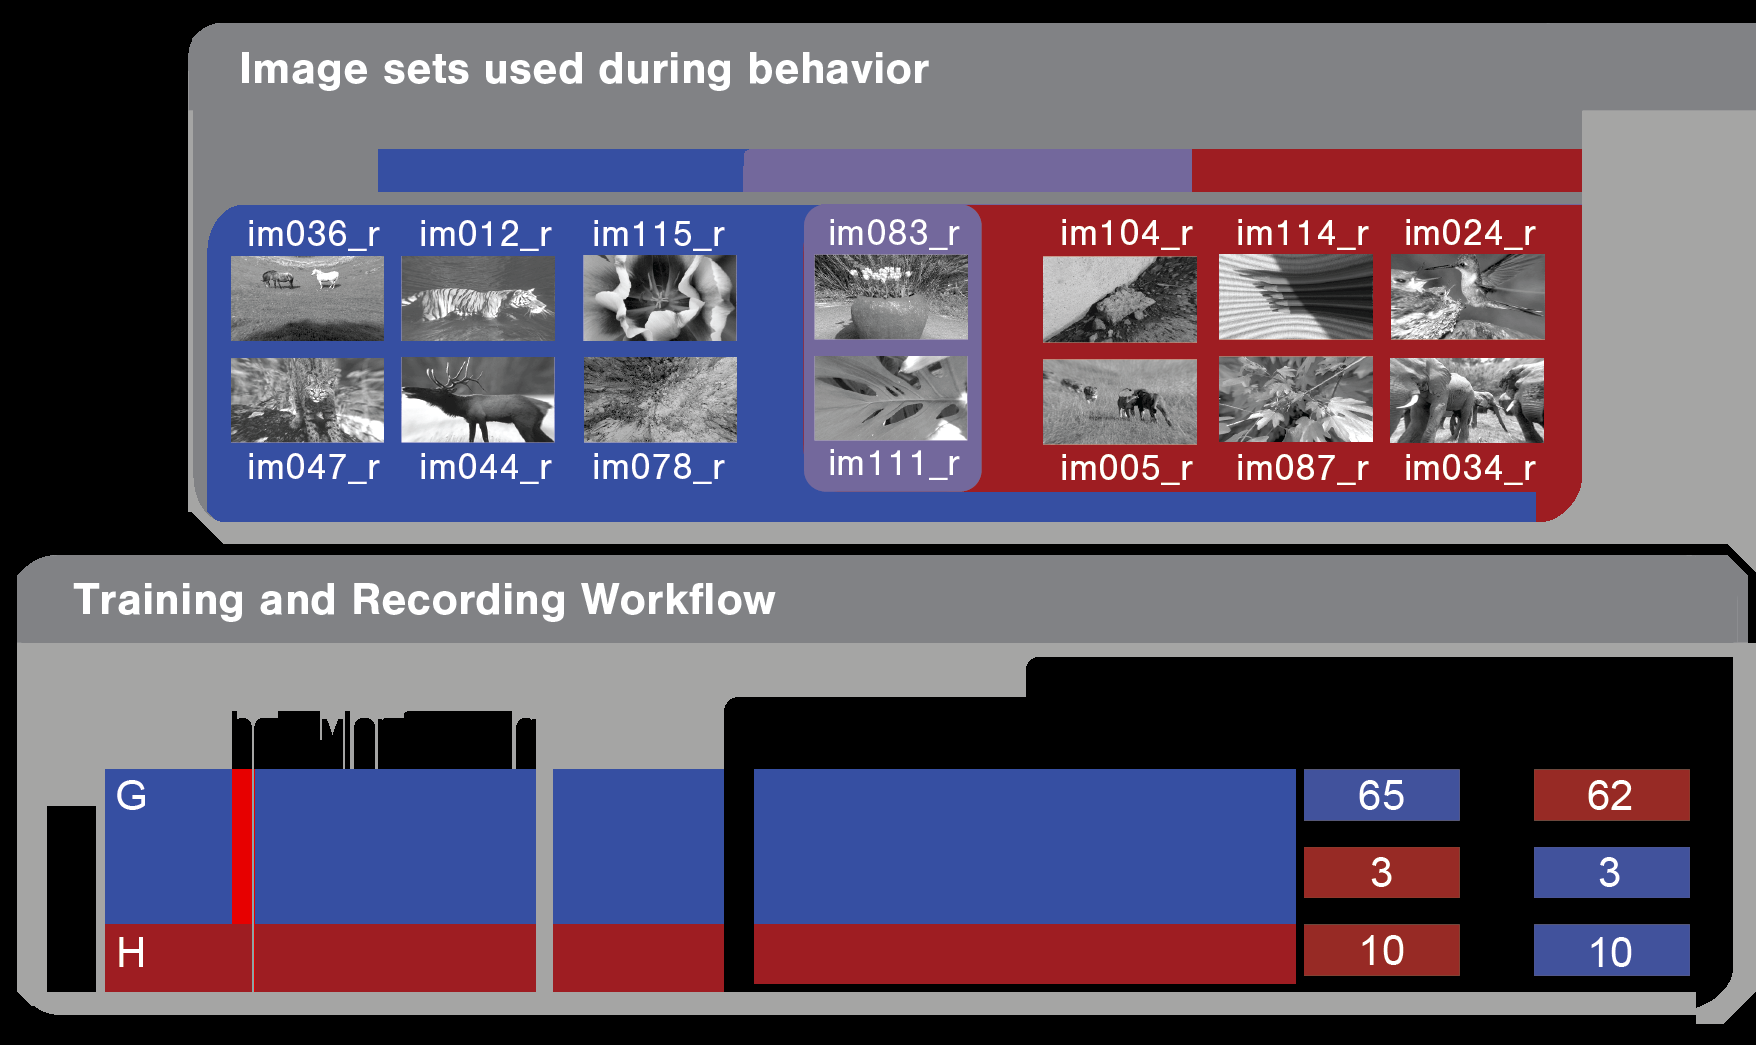 Image sets used during behavior
im036_r im012_r im115_r im083_r im104_r im114_r im024_r
im047_r im044_r im078_r im111_r im005_r im087_r im034_r
Training and Recording Workflow
G 65 62
3 3
H 10 10